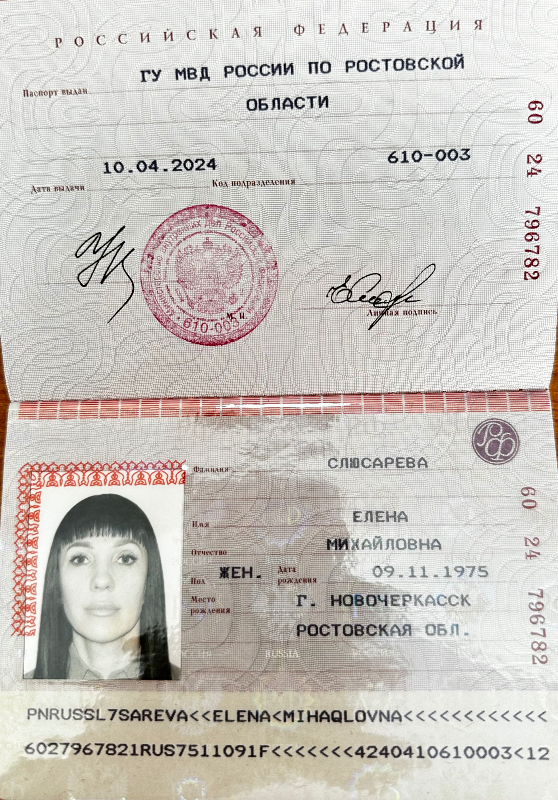 РОССИЙСКАЯ ФЕДЕРАЦИЯ
Паспорт выдан ГУ МВД РОССИИ ПО РОСТОВСКОЙ
ОБЛАСТИ
Дата выдачи 10.04.2024 Код подразделения 610-003
60 24 796782
610-003
М. П.
Личная подпись
Фамилия СЛЮСАРЕВА
Имя ЕЛЕНА
Отчество МИХАЙЛОВНА
Пол ЖЕН. Дата рождения 09.11.1975
Место рождения Г. НОВОЧЕРКАССК
РОСТОВСКАЯ ОБЛ.
60 24 796782
RUSSIA
PNRUSSL7SAREVA<<ELENA<MIHAQLOVNA<<<<<<<<<<<<
6027967821RUS7511091F<<<<<<<4240410610003<12